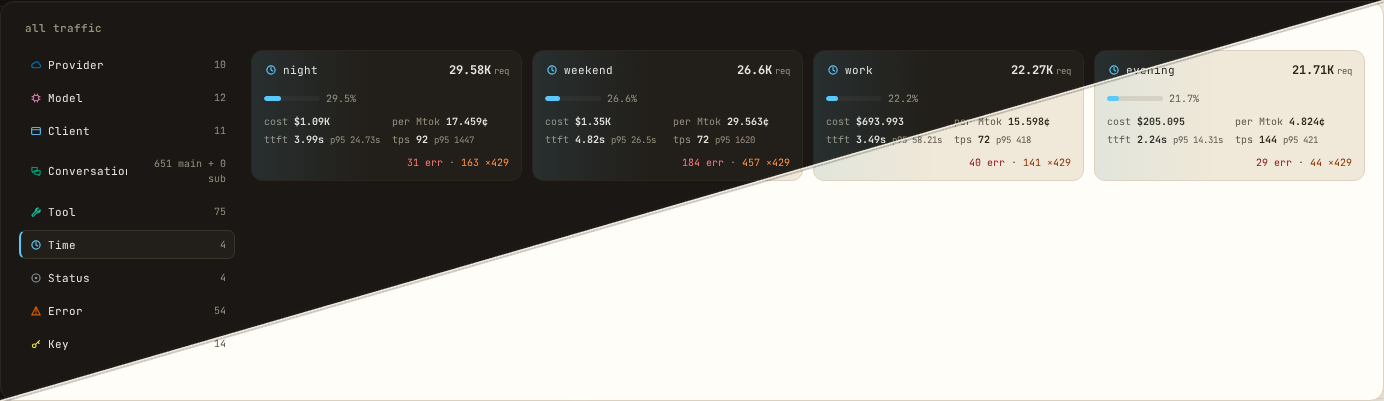 all traffic
Provider 10
Model 12
Client 11
Conversation 651 main + 0 sub
Tool 75
Time 4
Status 4
Error 54
Key 14
night 29.58K req
29.5%
cost $1.09K per Mtok 17.459¢
ttft 3.99s p95 24.73s tps 92 p95 1447
31 err · 163 ×429
weekend 26.6K req
26.6%
cost $1.35K per Mtok 29.563¢
ttft 4.82s p95 26.5s tps 72 p95 1620
184 err · 457 ×429
work 22.27K req
22.2%
cost $693.993 per Mtok 15.598¢
ttft 3.49s p95 58.21s tps 72 p95 418
40 err · 141 ×429
evening 21.71K req
21.7%
cost $205.095 per Mtok 4.824¢
ttft 2.24s p95 14.31s tps 144 p95 421
29 err · 44 ×429